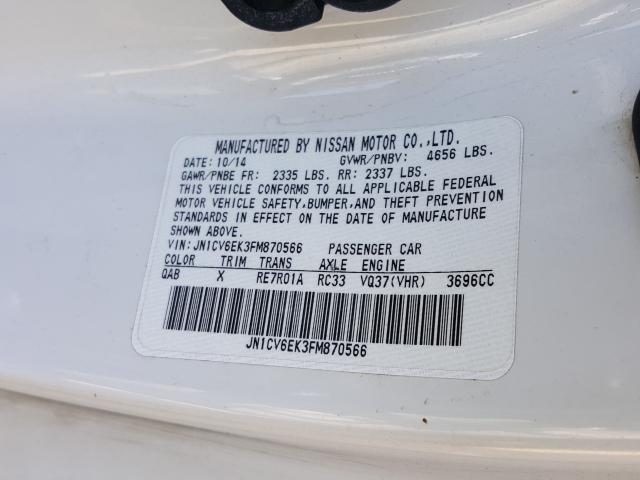 MANUFACTURED BY NISSAN MOTOR CO.,LTD.
DATE: 10/14 GVWR/PNBV: 4656 LBS.
GAWR/PNBE FR: 2335 LBS. RR: 2337 LBS.
THIS VEHICLE CONFORMS TO ALL APPLICABLE FEDERAL
MOTOR VEHICLE SAFETY,BUMPER,AND THEFT PREVENTION
STANDARDS IN EFFECT ON THE DATE OF MANUFACTURE
SHOWN ABOVE.
VIN: JN1CV6EK3FM870566 PASSENGER CAR
COLOR TRIM TRANS AXLE ENGINE
QAB X RE7R01A RC33 VQ37(VHR) 3696CC
JN1CV6EK3FM870566